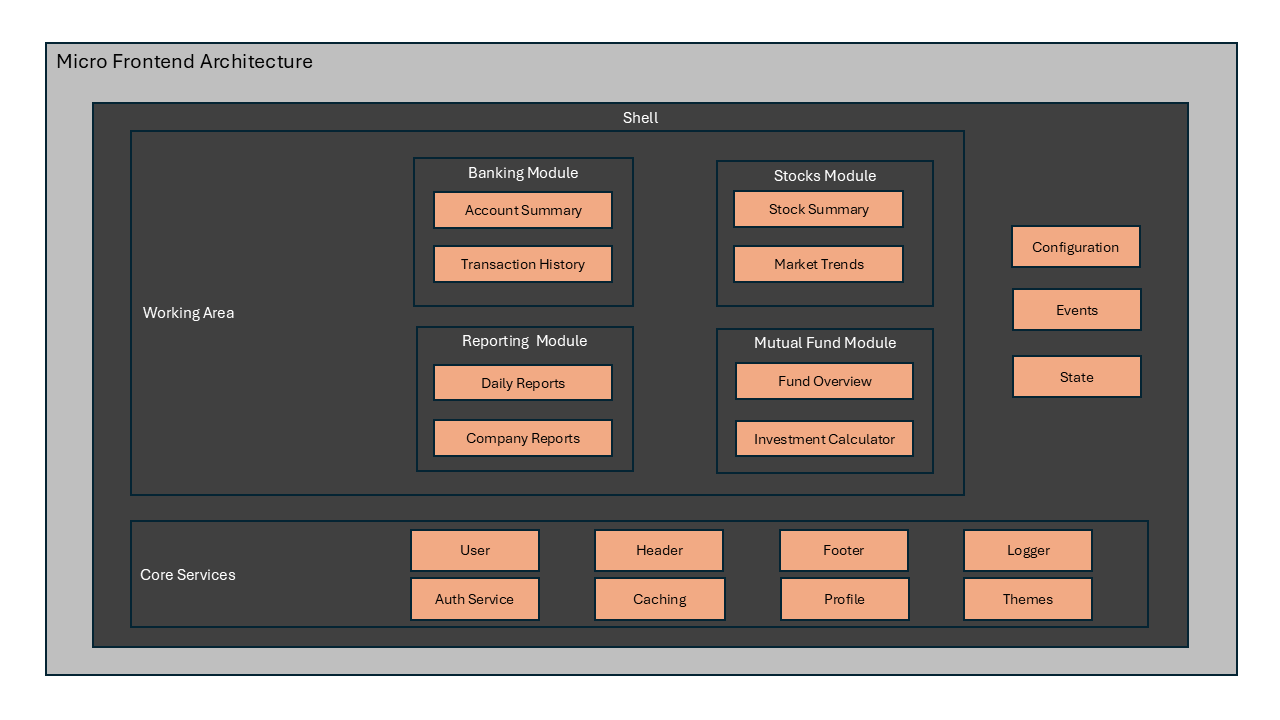 Micro Frontend Architecture
Shell
Working Area
Banking Module
Account Summary
Transaction History
Stocks Module
Stock Summary
Market Trends
Reporting  Module
Daily Reports
Company Reports
Mutual Fund Module
Fund Overview
Investment Calculator
Configuration
Events
State
Core Services
User
Header
Footer
Logger
Auth Service
Caching
Profile
Themes